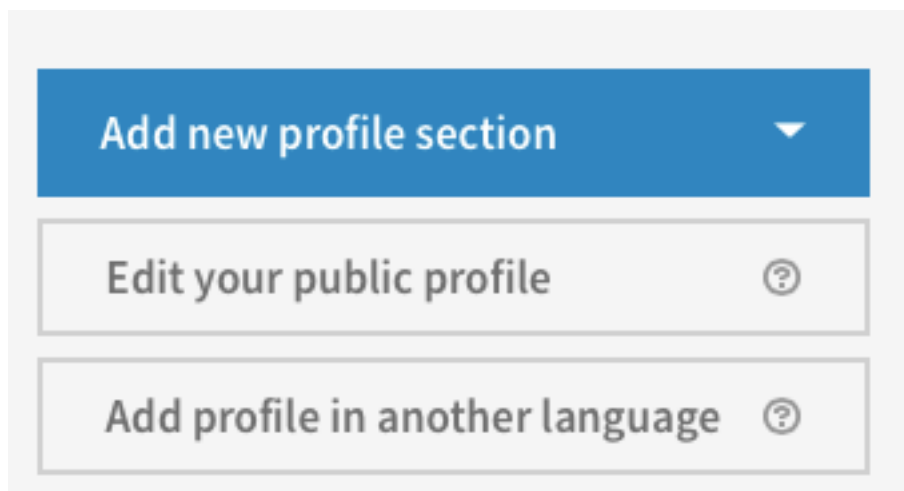 Add new profile section
Edit your public profile
Add profile in another language